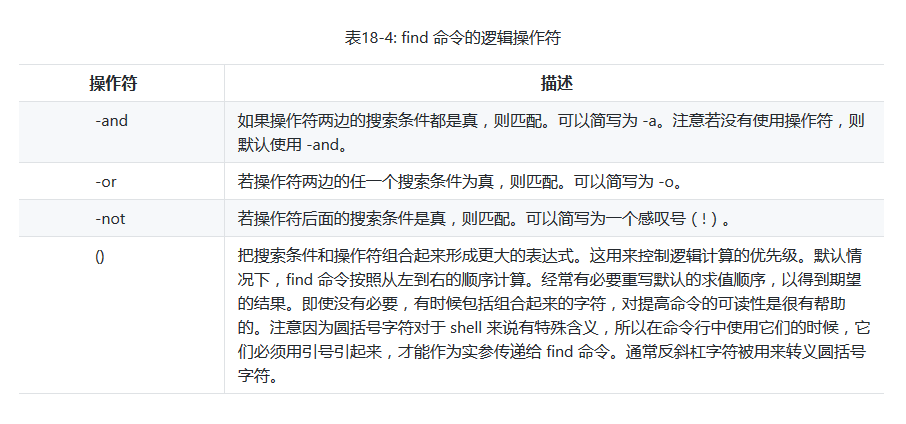 表18-4: find 命令的逻辑操作符
操作符 描述
-and 如果操作符两边的搜索条件都是真，则匹配。可以简写为 -a。注意若没有使用操作符，则
默认使用 -and。
-or 若操作符两边的任一个搜索条件为真，则匹配。可以简写为 -o。
-not 若操作符后面的搜索条件是真，则匹配。可以简写为一个感叹号（!）。
() 把搜索条件和操作符组合起来形成更大的表达式。这用来控制逻辑计算的优先级。默认情
况下，find 命令按照从左到右的顺序计算。经常有必要重写默认的求值顺序，以得到期望
的结果。即使没有必要，有时候包括组合起来的字符，对提高命令的可读性是很有帮助
的。注意因为圆括号字符对于 shell 来说有特殊含义，所以在命令行中使用它们的时候，它
们必须用引号引起来，才能作为实参传递给 find 命令。通常反斜杠字符被用来转义圆括号
字符。